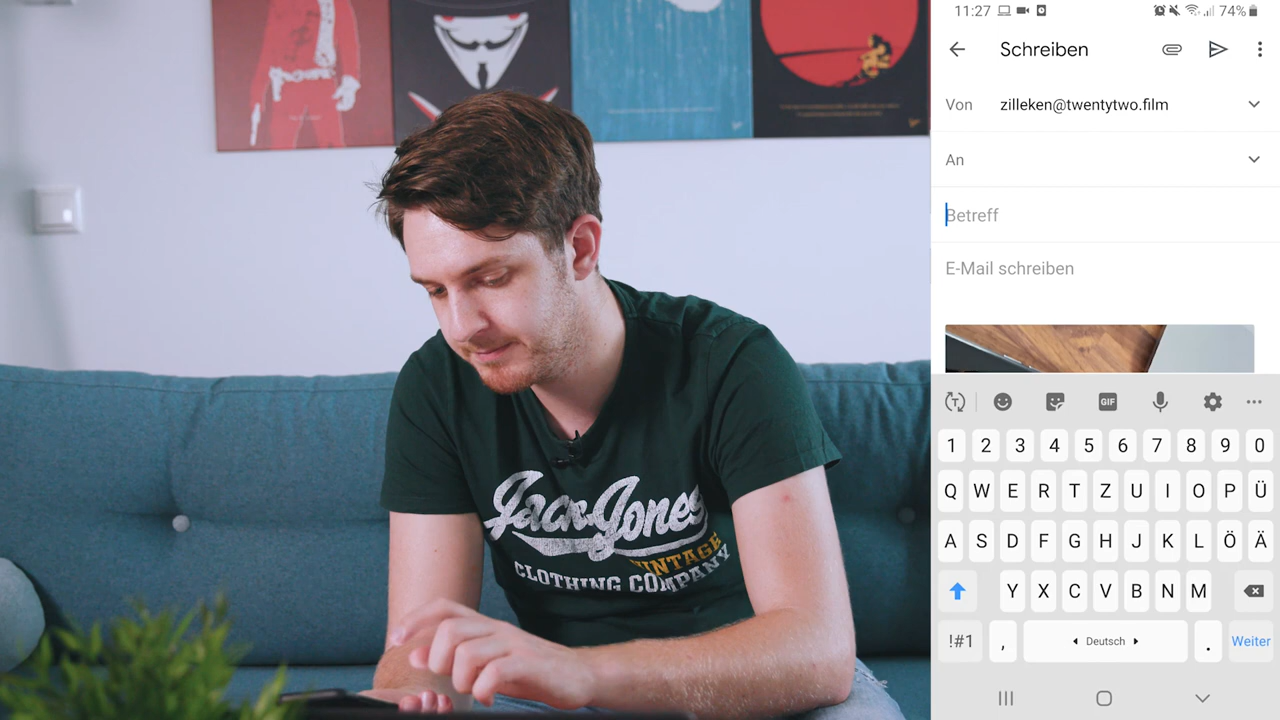 11:27
74%
Schreiben
Von zilleken@twentytwo.film
An
Betreff
E-Mail schreiben
GIF
1 2 3 4 5 6 7 8 9 0
Q W E R T Z U I O P Ü
A S D F G H J K L Ö Ä
Y X C V B N M
!#1 , Deutsch . Weiter
Jack&Jones
VINTAGE
CLOTHING COMPANY